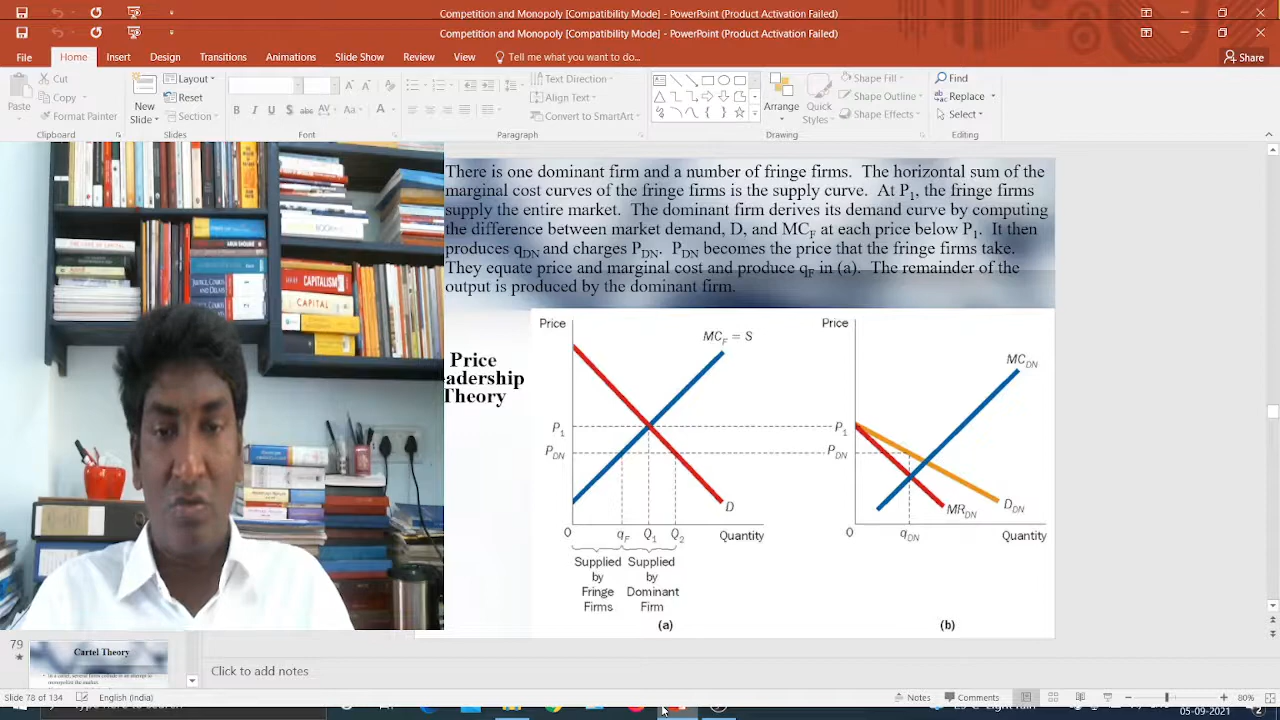 Competition and Monopoly [Compatibility Mode] - PowerPoint (Product Activation Failed)
Competition and Monopoly [Compatibility Mode] - PowerPoint (Product Activation Failed)
File Home Insert Design Transitions Animations Slide Show Review View Tell me what you want to do... Share
Paste
Cut
Copy
Format Painter
Clipboard
New
Slide
Layout
Reset
Section
Slides
B I U S abc AV Aa A
Font
Text Direction
Align Text
Convert to SmartArt
Paragraph
Arrange
Quick
Styles
Shape Fill
Shape Outline
Shape Effects
Drawing
Find
Replace
Select
Editing
There is one dominant firm and a number of fringe firms. The horizontal sum of the
marginal cost curves of the fringe firms is the supply curve. At P1, the fringe firms
supply the entire market. The dominant firm derives its demand curve by computing
the difference between market demand, D, and MCF at each price below P1. It then
produces qDN and charges PDN. PDN becomes the price that the fringe firms take.
They equate price and marginal cost and produce qF in (a). The remainder of the
output is produced by the dominant firm.
Price
adership
Theory
Price
MCF = S
P1
PDN
D
0 qF Q1 Q2 Quantity
Supplied Supplied
by by
Fringe Dominant
Firms Firm
(a)
Price
MCDN
P1
PDN
MRDN
DDN
0 qDN Quantity
(b)
CAPITALISM
CAPITAL
79
Cartel Theory
Click to add notes
Slide 78 of 134 English (India)
Notes Comments 80%
05-09-2021